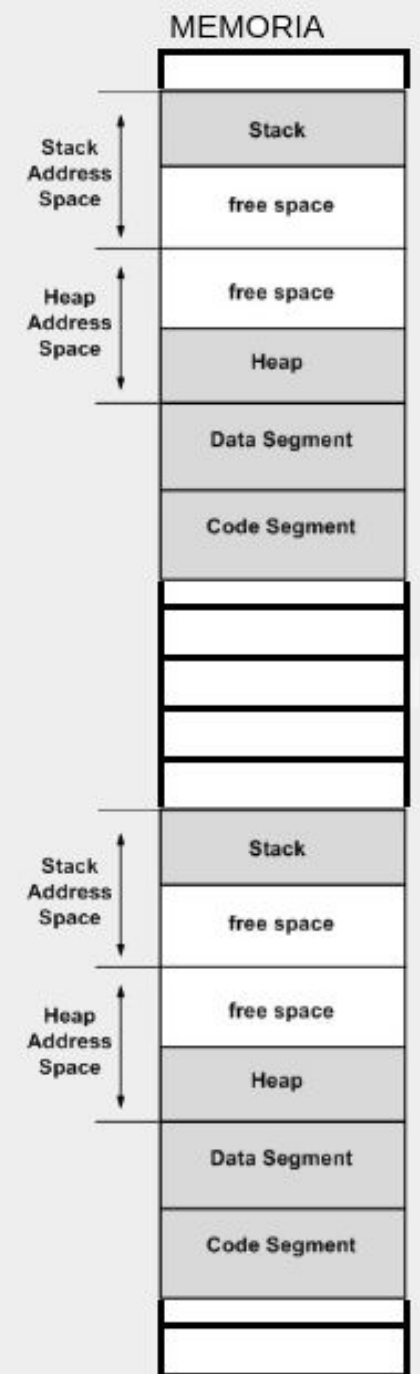 MEMORIA
Stack
Stack
Address
Space
free space
free space
Heap
Address
Space
Heap
Data Segment
Code Segment
Stack
Stack
Address
Space
free space
free space
Heap
Address
Space
Heap
Data Segment
Code Segment